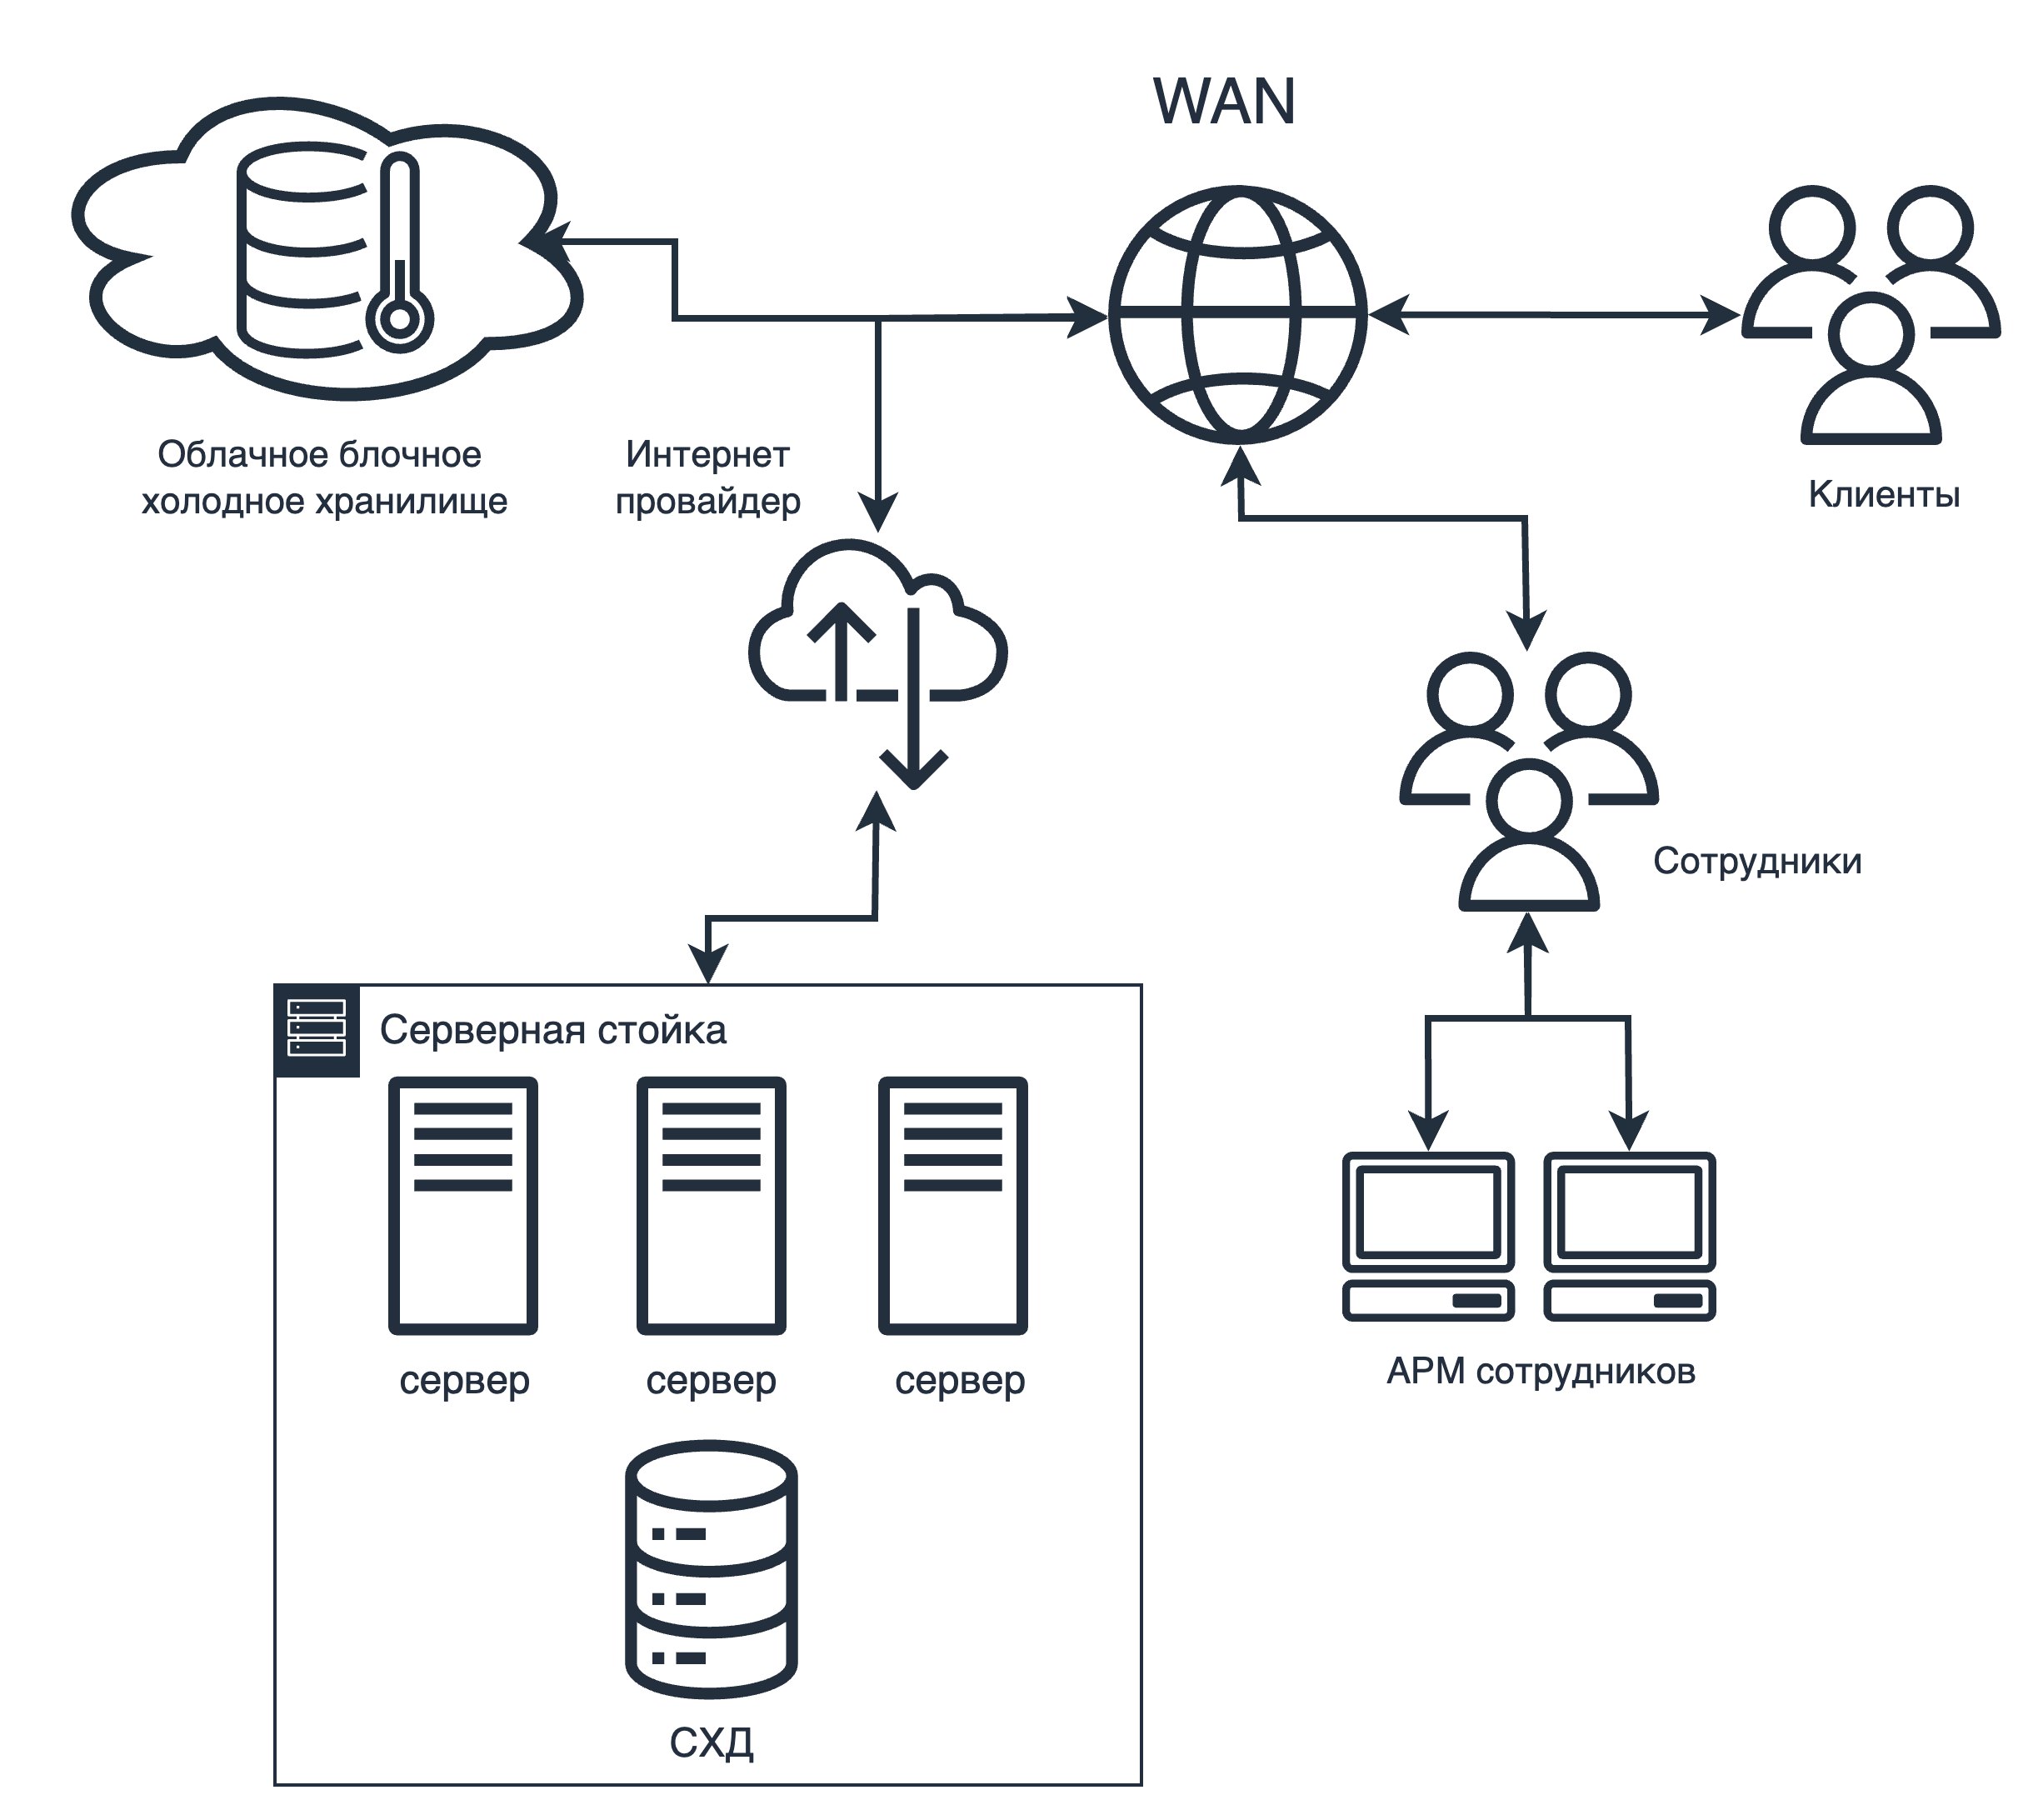 WAN
Облачное блочное
холодное хранилище
Интернет
провайдер
Клиенты
Сотрудники
Серверная стойка
сервер
сервер
сервер
АРМ сотрудников
СХД